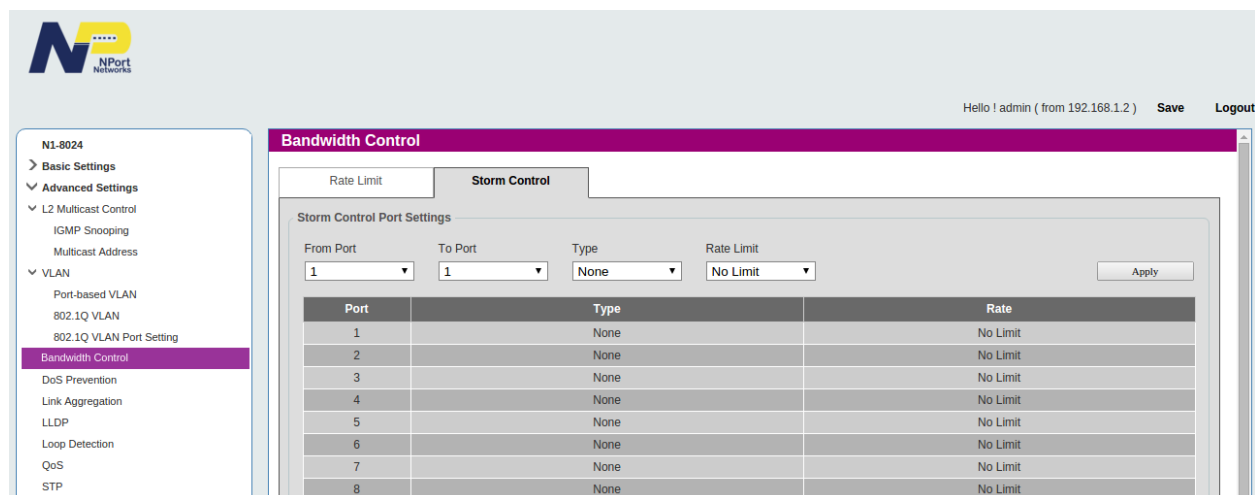 NPort
Networks
Hello ! admin ( from 192.168.1.2 ) Save Logout
N1-8024
Basic Settings
Advanced Settings
L2 Multicast Control
IGMP Snooping
Multicast Address
VLAN
Port-based VLAN
802.1Q VLAN
802.1Q VLAN Port Setting
Bandwidth Control
DoS Prevention
Link Aggregation
LLDP
Loop Detection
QoS
STP
Bandwidth Control
Rate Limit Storm Control
Storm Control Port Settings
From Port To Port Type Rate Limit
1 1 None No Limit Apply
Port Type Rate
1 None No Limit
2 None No Limit
3 None No Limit
4 None No Limit
5 None No Limit
6 None No Limit
7 None No Limit
8 None No Limit